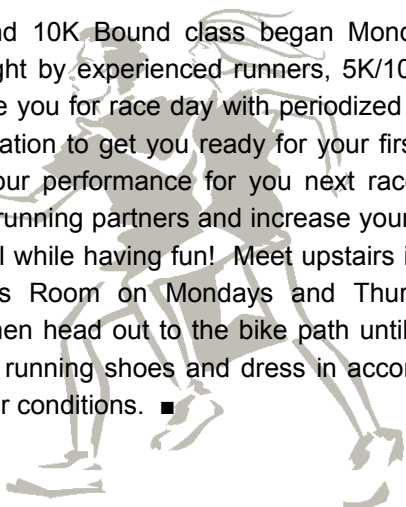 nd 10K Bound class began Mond
ght by experienced runners, 5K/10
e you for race day with periodized
ation to get you ready for your firs
our performance for you next race
running partners and increase your
l while having fun! Meet upstairs i
s Room on Mondays and Thur
hen head out to the bike path until
running shoes and dress in accor
r conditions. ■